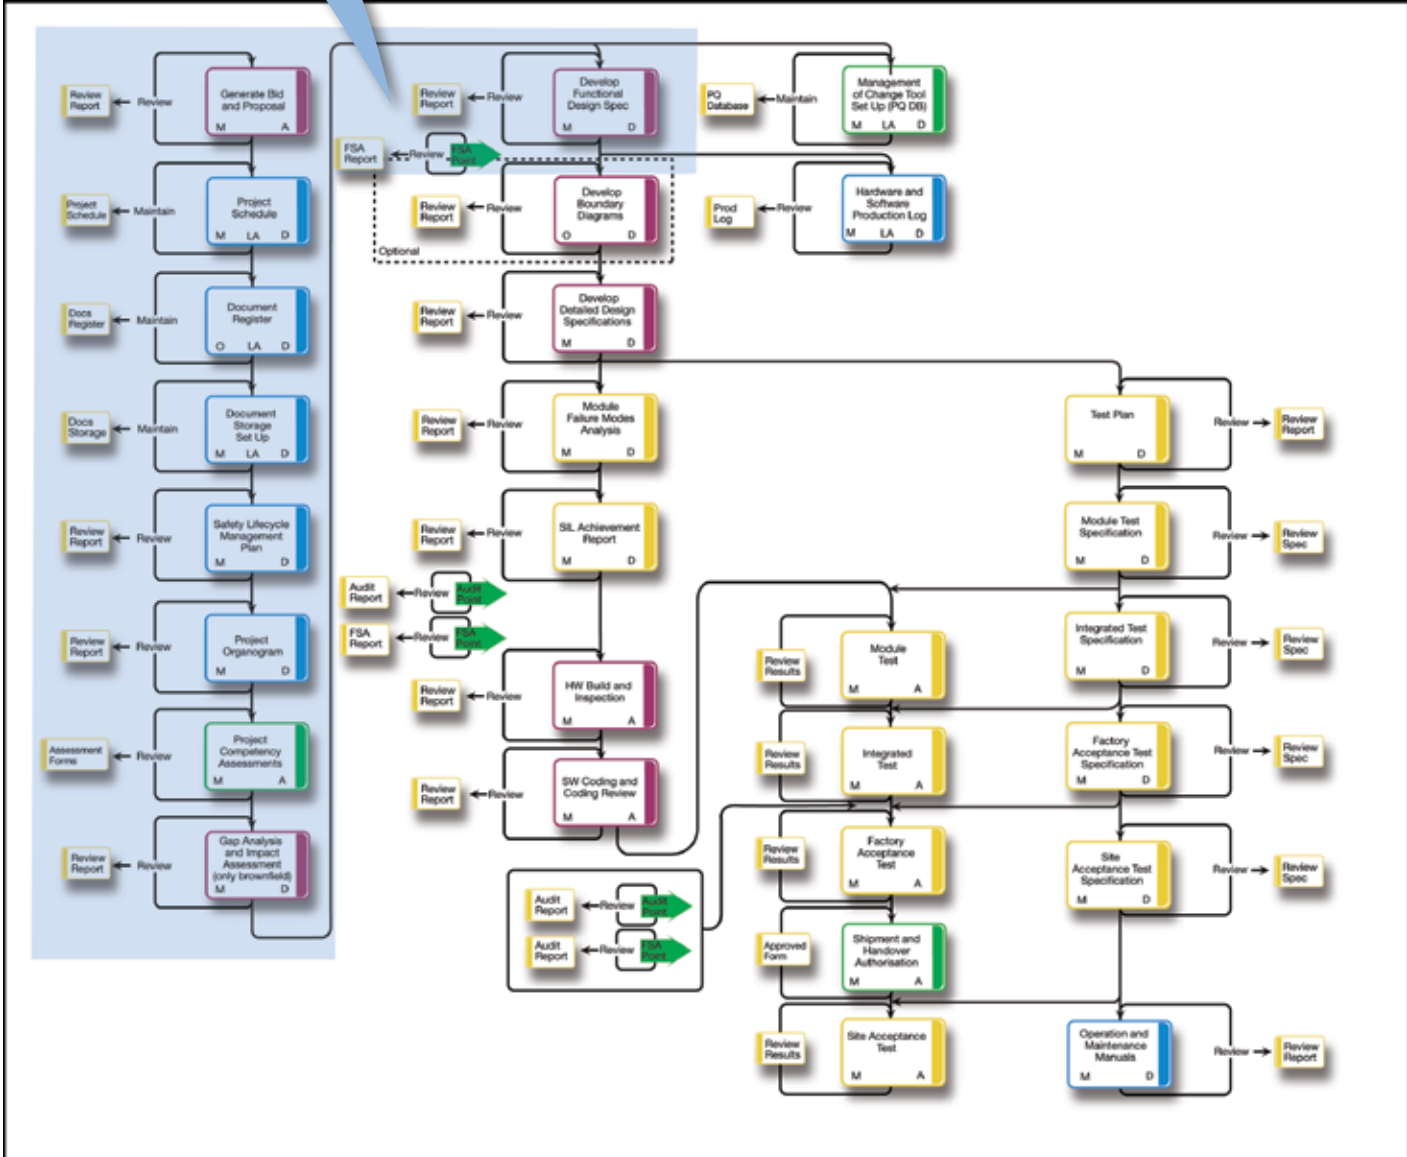 Review
Report
Review
Generate Bid
and Proposal
M A
Project
Schedule
Maintain
Project
Schedule
M LA D
Docs
Register
Maintain
Document
Register
O LA D
Docs
Storage
Maintain
Document
Storage
Set Up
M LA D
Review
Report
Review
Safety Lifecycle
Management
Plan
M D
Review
Report
Review
Project
Organogram
M D
Assessment
Forms
Review
Project
Competency
Assessments
M A
Review
Report
Review
Gap Analysis
and Impact
Assessment
(only brownfield)
M D
Review
Report
Review
Develop
Functional
Design Spec
M D
FSA
Report
Review
FSA
Point
Review
Report
Review
Develop
Boundary
Diagrams
O D
Optional
Review
Report
Review
Develop
Detailed Design
Specifications
M D
Review
Report
Review
Module
Failure Modes
Analysis
M D
Review
Report
Review
SIL Achievement
Report
M D
Audit
Report
Review
Audit
Point
FSA
Report
Review
FSA
Point
Review
Report
Review
HW Build and
Inspection
M A
Review
Report
Review
SW Coding and
Coding Review
M A
Audit
Report
Review
Audit
Point
Audit
Report
Review
FSA
Point
PQ
Database
Maintain
Management
of Change Tool
Set Up (PQ DB)
M LA D
Prod
Log
Review
Hardware and
Software
Production Log
M LA D
Review
Results
Module
Test
M A
Review
Results
Integrated
Test
M A
Review
Results
Factory
Acceptance
Test
M A
Approved
Form
Shipment and
Handover
Authorisation
M A
Review
Results
Site Acceptance
Test
M A
Test Plan
M D
Review
Review
Report
Module Test
Specification
M D
Review
Review
Spec
Integrated Test
Specification
M D
Review
Review
Spec
Factory
Acceptance Test
Specification
M D
Review
Review
Spec
Site
Acceptance Test
Specification
M D
Review
Review
Spec
Operation and
Maintenance
Manuals
M D
Review
Review
Report